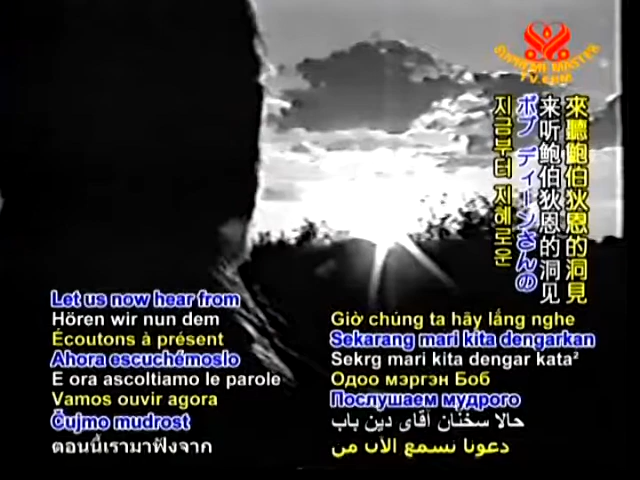 SUPREME MASTER
TV.com
來聽鮑伯狄恩的洞見
来听鲍伯狄恩的洞见
ボブ ディーンさんの
지금부터 지혜로운
Let us now hear from
Hören wir nun dem
Écoutons à présent
Ahora escuchémoslo
E ora ascoltiamo le parole
Vamos ouvir agora
Čujmo mudrost
ตอนนี้เรามาฟังจาก
Giờ chúng ta hãy lắng nghe
Sekarang mari kita dengarkan
Sekrg mari kita dengar kata²
Одоо мэргэн Боб
Послушаем мудрого
حالا سخنان آقای دین باب
دعونا نسمع الآن من